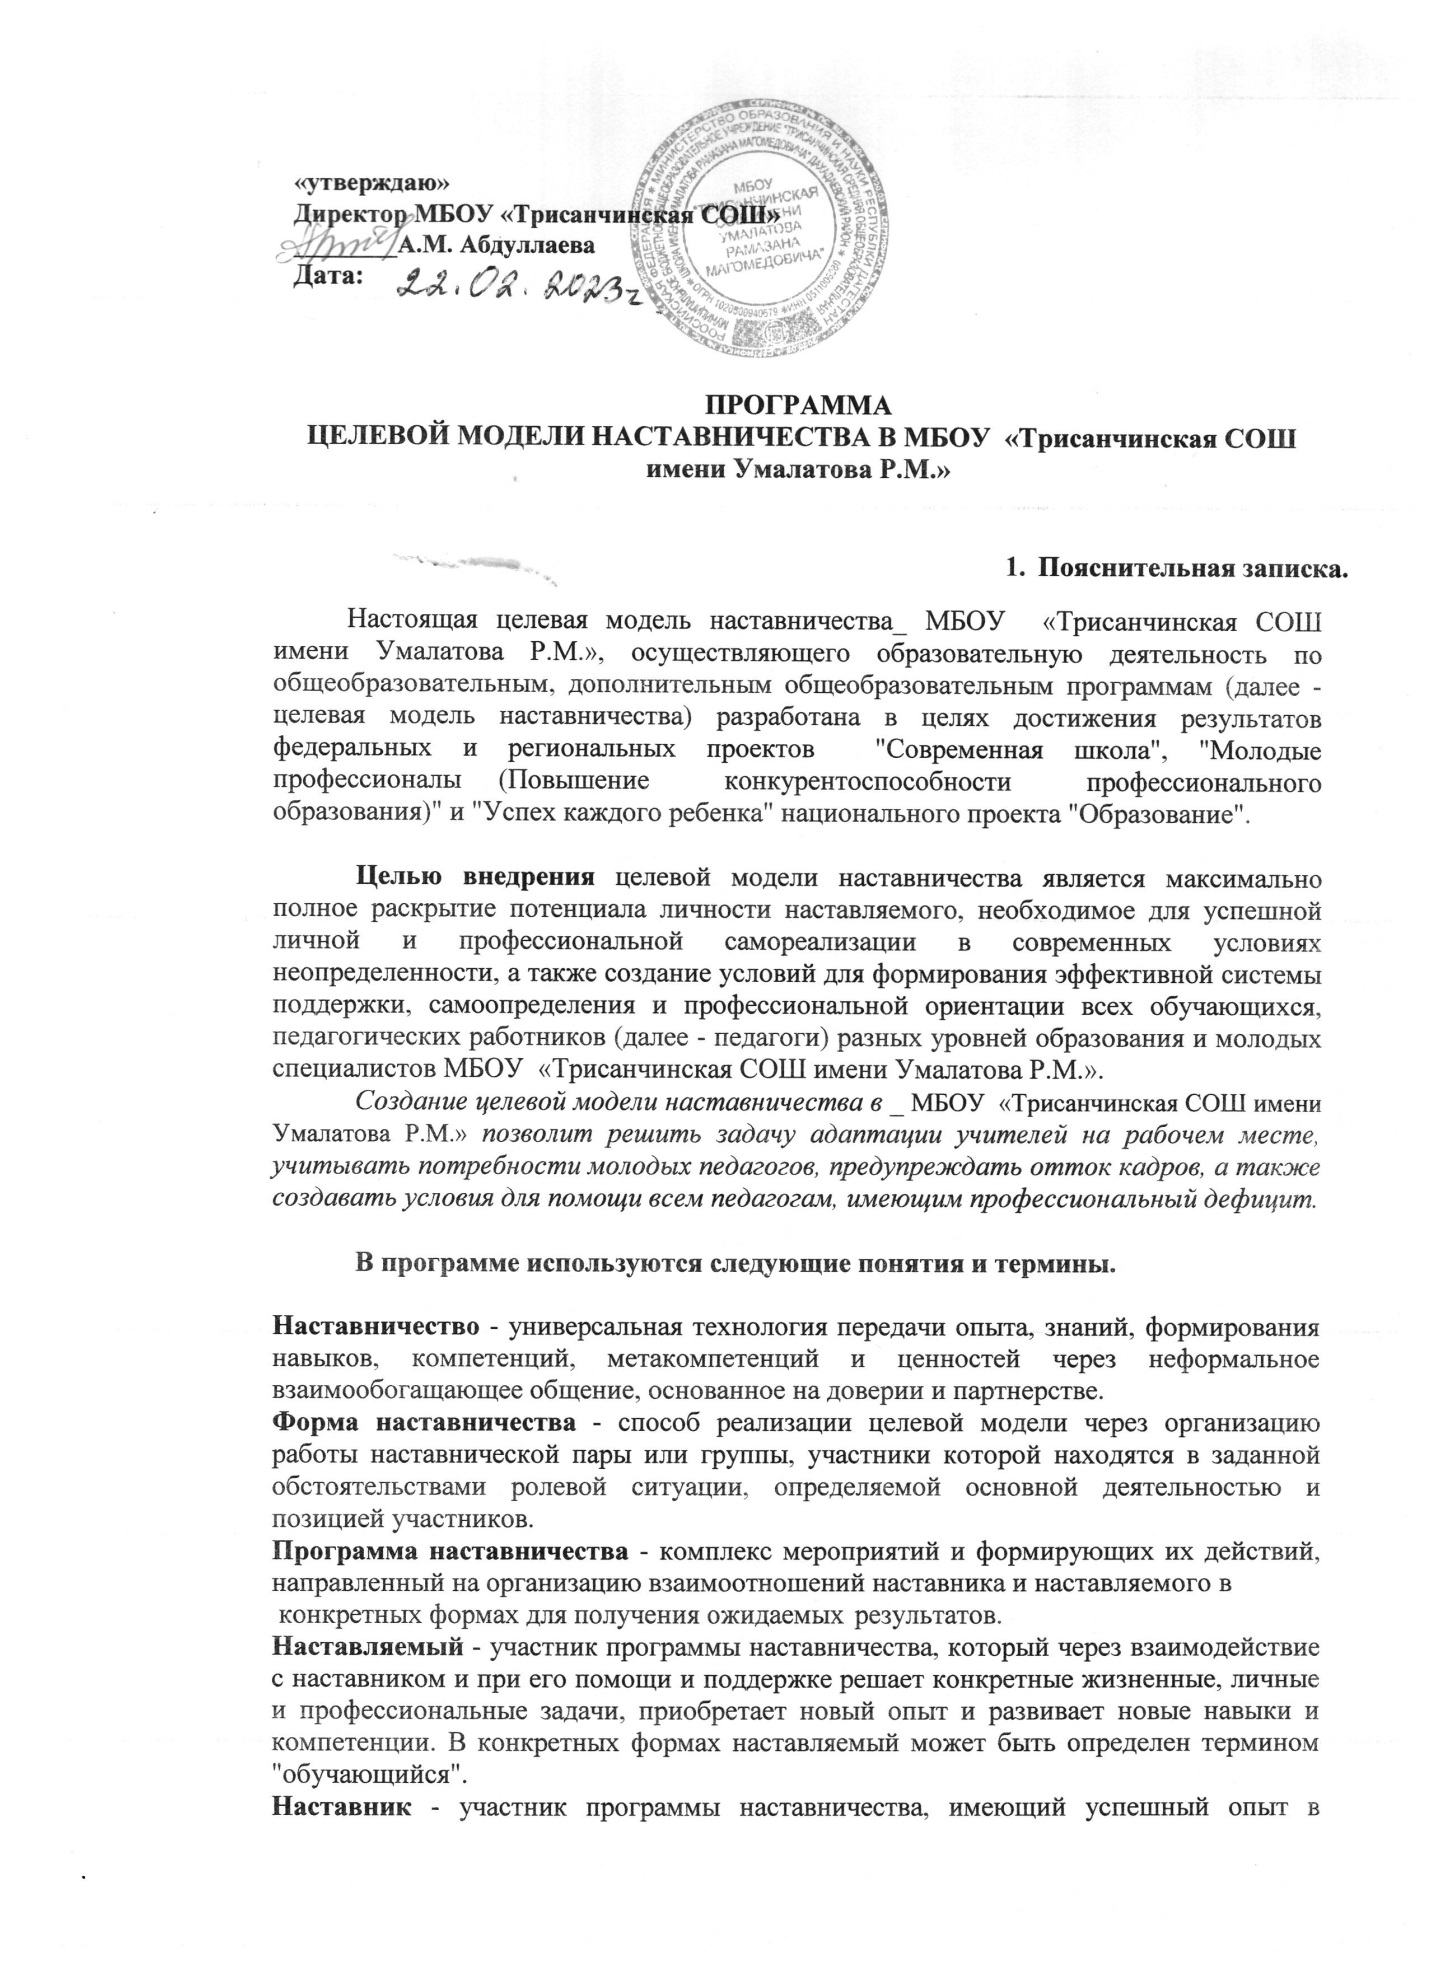 «утверждаю»
Директор МБОУ «Трисанчинская СОШ»
________А.М. Абдуллаева
Дата: 22.02.2023г
МБОУ
"ТРИСАНЧИНСКАЯ
СОШ ИМЕНИ
УМАЛАТОВА
РАМАЗАНА
МАГОМЕДОВИЧА"
ПРОГРАММА
ЦЕЛЕВОЙ МОДЕЛИ НАСТАВНИЧЕСТВА В МБОУ «Трисанчинская СОШ
имени Умалатова Р.М.»
1. Пояснительная записка.
Настоящая целевая модель наставничества_ МБОУ «Трисанчинская СОШ
имени Умалатова Р.М.», осуществляющего образовательную деятельность по
общеобразовательным, дополнительным общеобразовательным программам (далее -
целевая модель наставничества) разработана в целях достижения результатов
федеральных и региональных проектов "Современная школа", "Молодые
профессионалы (Повышение конкурентоспособности профессионального
образования)" и "Успех каждого ребенка" национального проекта "Образование".
Целью внедрения целевой модели наставничества является максимально
полное раскрытие потенциала личности наставляемого, необходимое для успешной
личной и профессиональной самореализации в современных условиях
неопределенности, а также создание условий для формирования эффективной системы
поддержки, самоопределения и профессиональной ориентации всех обучающихся,
педагогических работников (далее - педагоги) разных уровней образования и молодых
специалистов МБОУ «Трисанчинская СОШ имени Умалатова Р.М.».
Создание целевой модели наставничества в _ МБОУ «Трисанчинская СОШ имени
Умалатова Р.М.» позволит решить задачу адаптации учителей на рабочем месте,
учитывать потребности молодых педагогов, предупреждать отток кадров, а также
создавать условия для помощи всем педагогам, имеющим профессиональный дефицит.
В программе используются следующие понятия и термины.
Наставничество - универсальная технология передачи опыта, знаний, формирования
навыков, компетенций, метакомпетенций и ценностей через неформальное
взаимообогащающее общение, основанное на доверии и партнерстве.
Форма наставничества - способ реализации целевой модели через организацию
работы наставнической пары или группы, участники которой находятся в заданной
обстоятельствами ролевой ситуации, определяемой основной деятельностью и
позицией участников.
Программа наставничества - комплекс мероприятий и формирующих их действий,
направленный на организацию взаимоотношений наставника и наставляемого в
конкретных формах для получения ожидаемых результатов.
Наставляемый - участник программы наставничества, который через взаимодействие
с наставником и при его помощи и поддержке решает конкретные жизненные, личные
и профессиональные задачи, приобретает новый опыт и развивает новые навыки и
компетенции. В конкретных формах наставляемый может быть определен термином
"обучающийся".
Наставник - участник программы наставничества, имеющий успешный опыт в